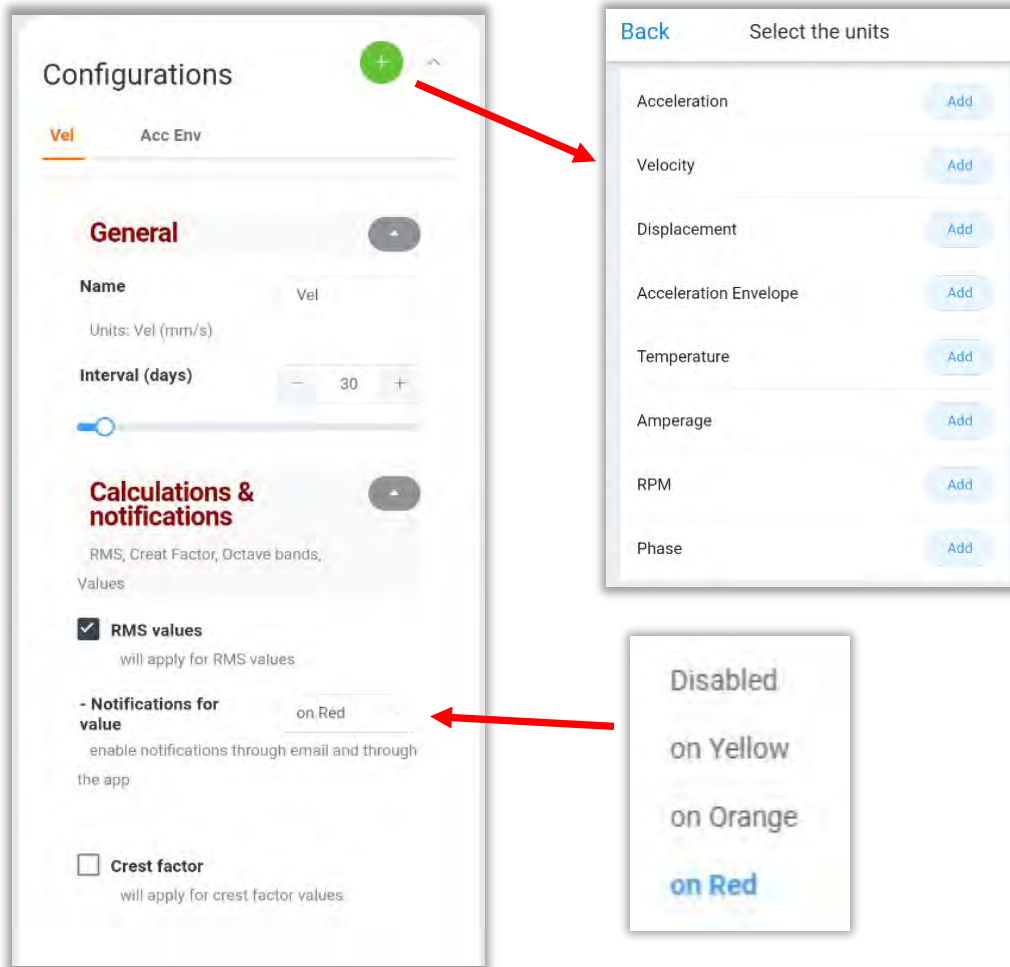 Configurations
+
Vel Acc Env
General
Name
Vel
Units: Vel (mm/s)
Interval (days)
− 30 +
Calculations &
notifications
RMS, Creat Factor, Octave bands,
Values
RMS values
will apply for RMS values
- Notifications for
value
on Red
enable notifications through email and through
the app
Crest factor
will apply for crest factor values
Back Select the units
Acceleration Add
Velocity Add
Displacement Add
Acceleration Envelope Add
Temperature Add
Amperage Add
RPM Add
Phase Add
Disabled
on Yellow
on Orange
on Red